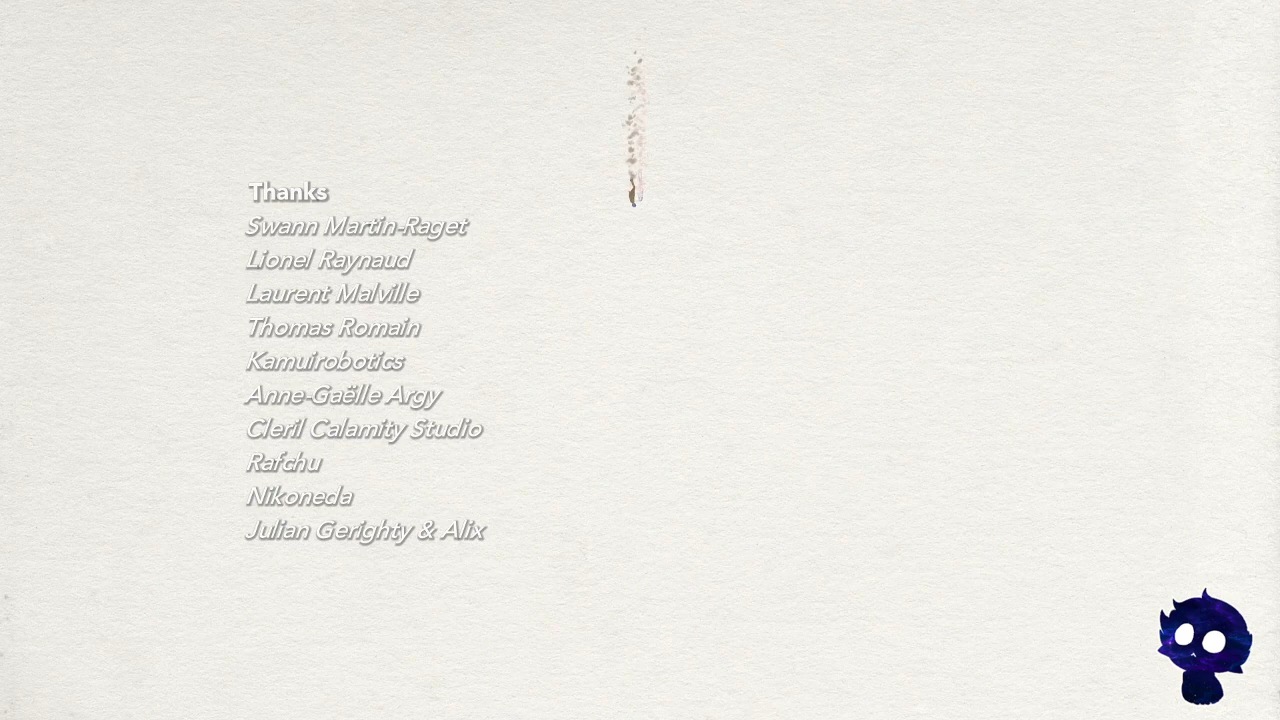 Thanks
Swann Martin-Raget
Lionel Raynaud
Laurent Malville
Thomas Romain
Kamuirobotics
Anne-Gaëlle Argy
Cleril Calamity Studio
Rafchu
Nikoneda
Julian Gerighty & Alix